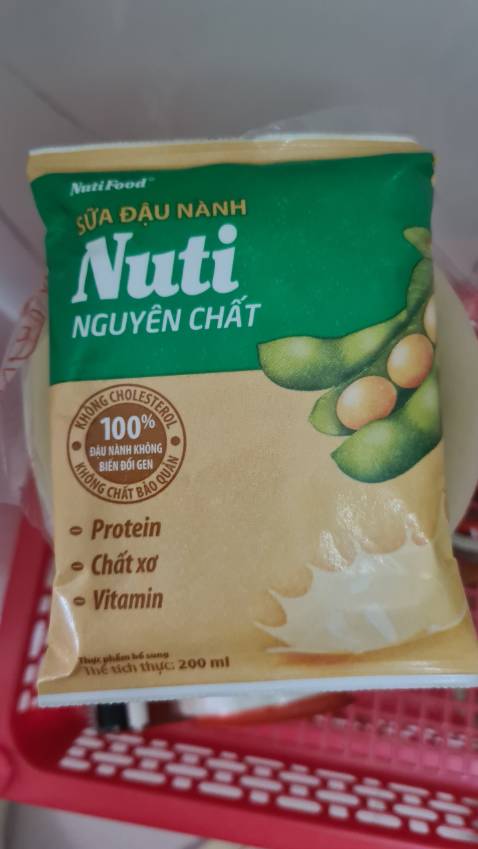 NutiFood
SỮA ĐẬU NÀNH
Nuti
NGUYÊN CHẤT
KHÔNG CHOLESTEROL
100%
ĐẬU NÀNH KHÔNG
BIẾN ĐỔI GEN
KHÔNG CHẤT BẢO QUẢN
Protein
Chất xơ
Vitamin
Thực phẩm bổ sung
Thể tích thực: 200 ml